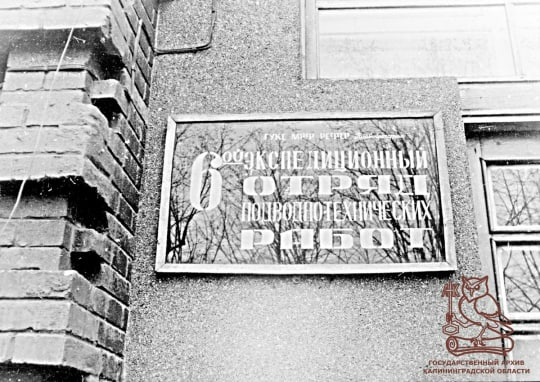 6ой ЭКСПЕДИЦИОННЫЙ
ОТРЯД
ПОДВОДНОТЕХНИЧЕСКИХ
РАБОТ
ГОСУДАРСТВЕННЫЙ АРХИВ
КАЛИНИНГРАДСКОЙ ОБЛАСТИ